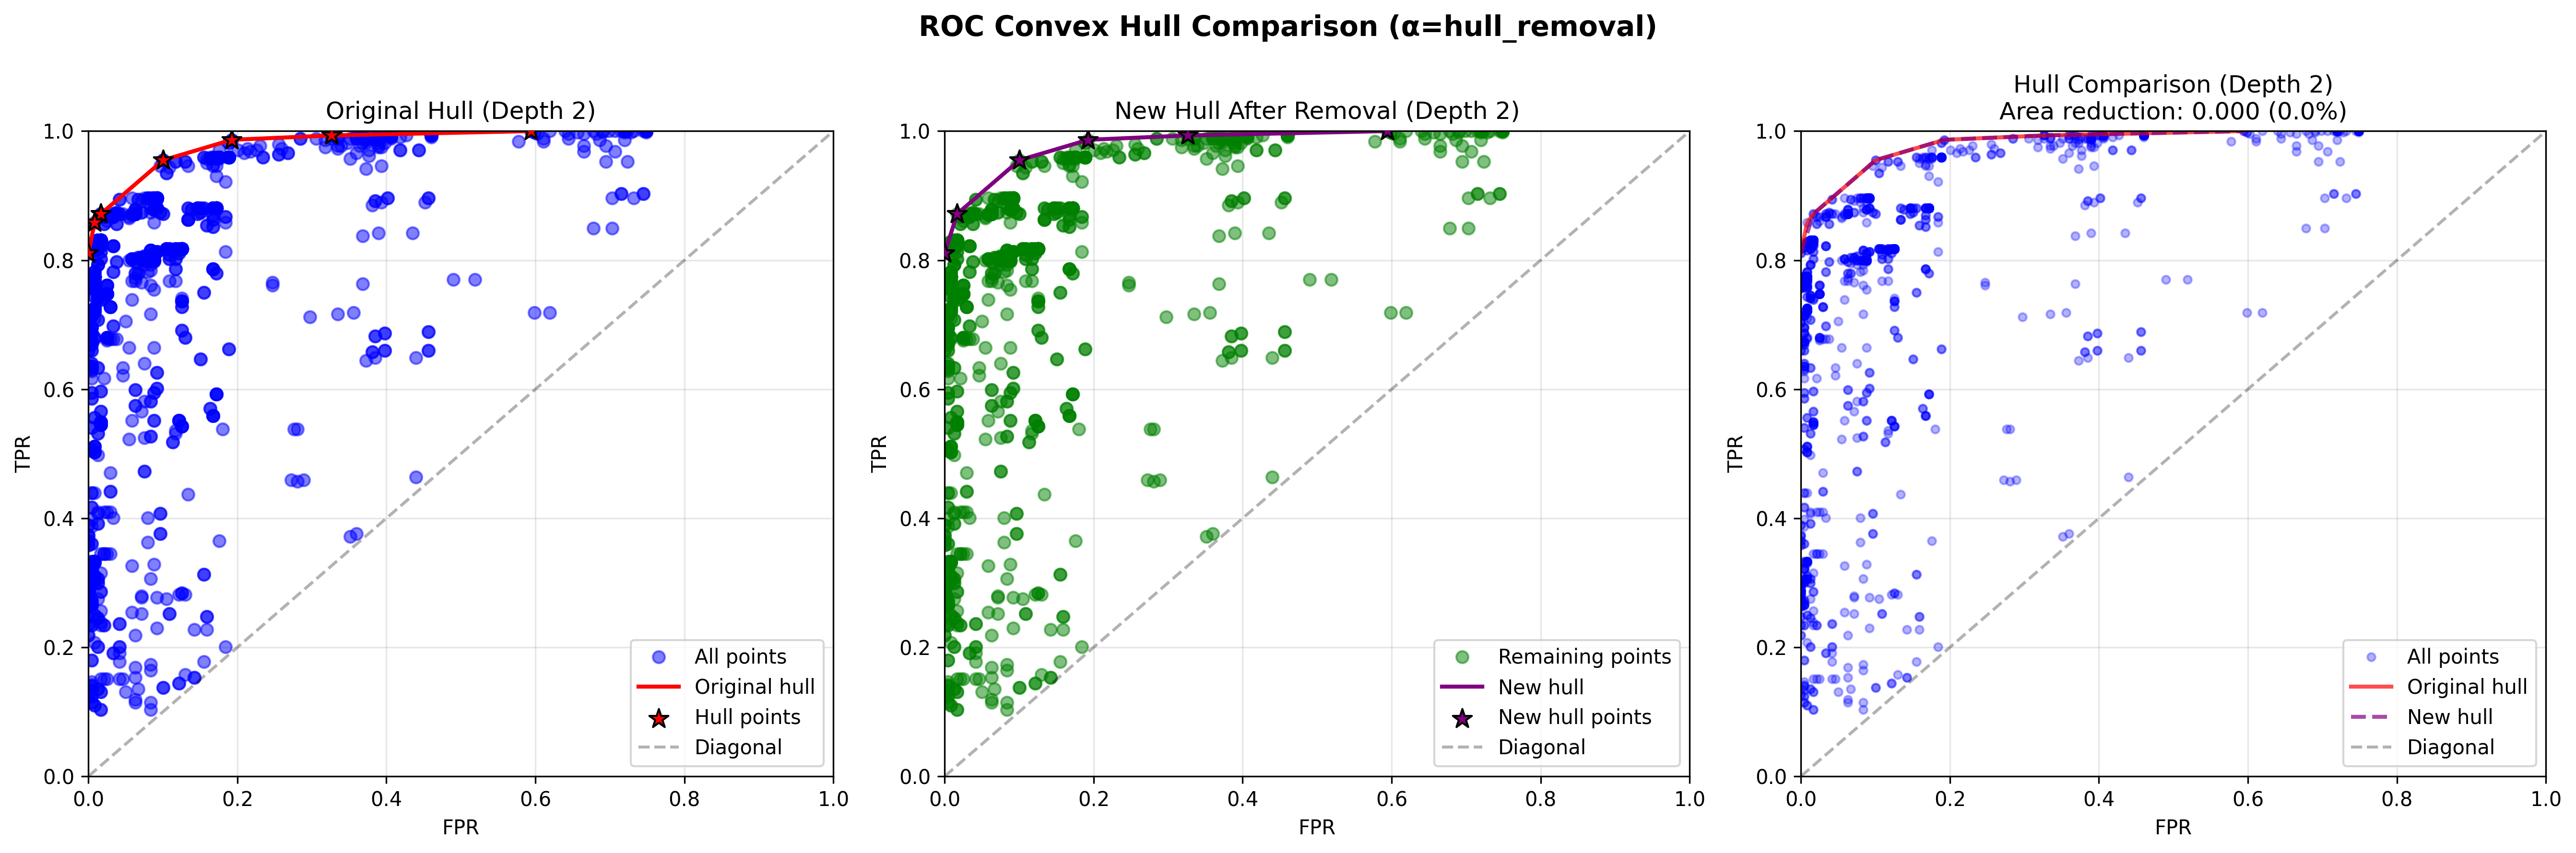 ROC Convex Hull Comparison (α=hull_removal)
Original Hull (Depth 2)
1.0
0.8
0.6
0.4
0.2
0.0
TPR
0.0 0.2 0.4 0.6 0.8 1.0
FPR
All points
Original hull
Hull points
Diagonal
New Hull After Removal (Depth 2)
1.0
0.8
0.6
0.4
0.2
0.0
TPR
0.0 0.2 0.4 0.6 0.8 1.0
FPR
Remaining points
New hull
New hull points
Diagonal
Hull Comparison (Depth 2)
Area reduction: 0.000 (0.0%)
1.0
0.8
0.6
0.4
0.2
0.0
TPR
0.0 0.2 0.4 0.6 0.8 1.0
FPR
All points
Original hull
New hull
Diagonal